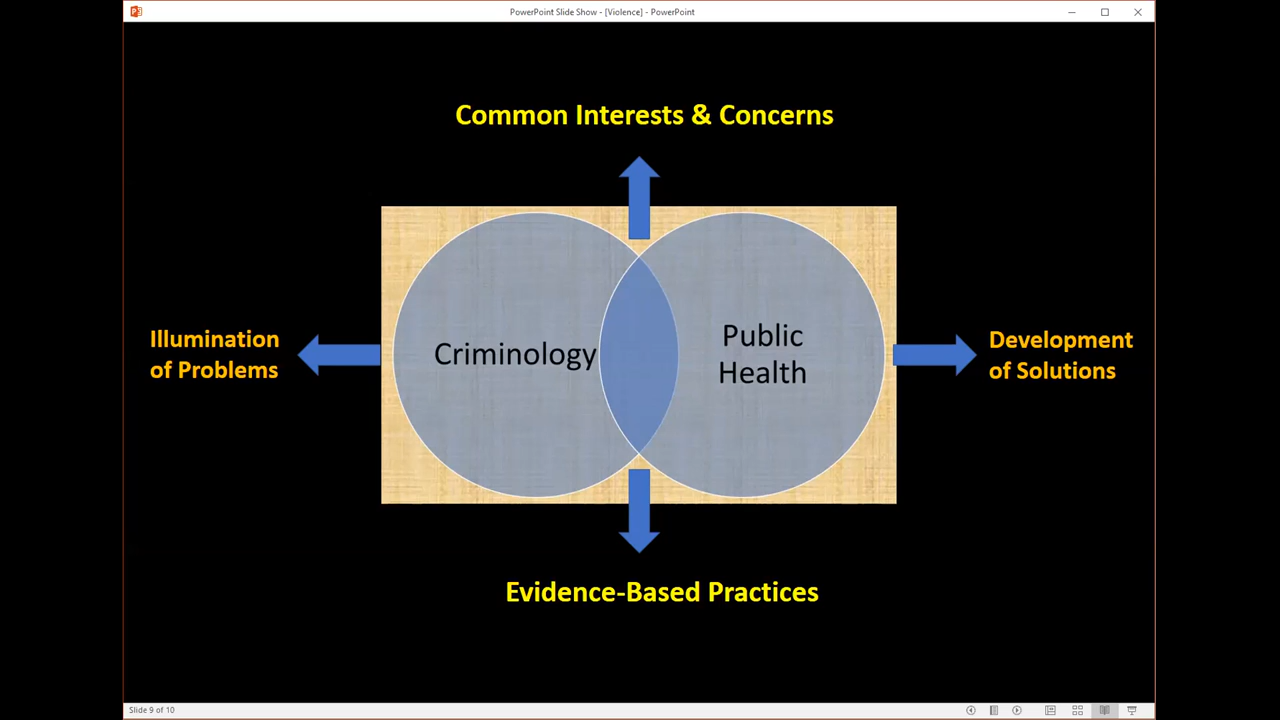 PowerPoint Slide Show - [Violence] - PowerPoint
Common Interests & Concerns
Illumination
of Problems
Criminology
Public
Health
Development
of Solutions
Evidence-Based Practices
Slide 9 of 10